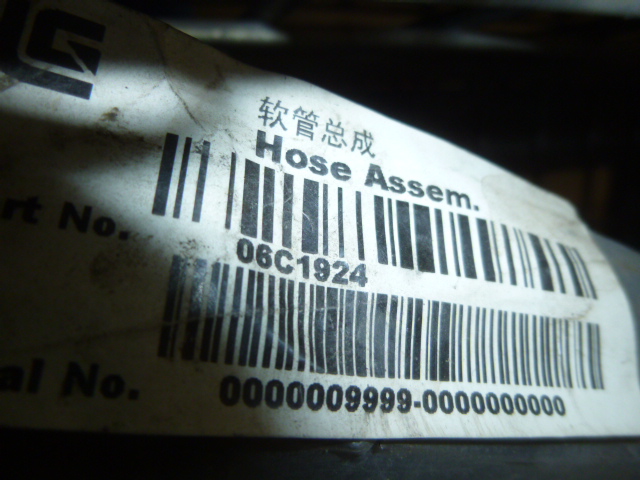 软管总成
Hose Assem.
rt No.
06C1924
al No.
0000009999-0000000000